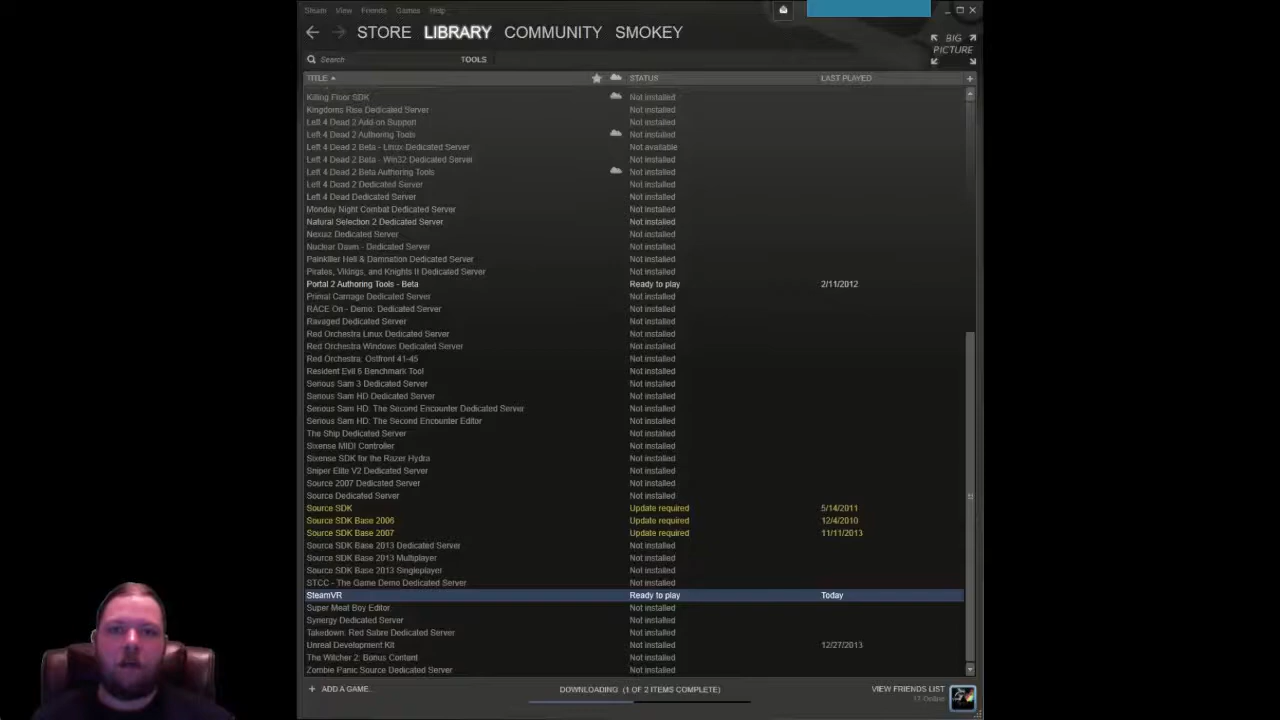 Steam View Friends Games Help
STORE LIBRARY COMMUNITY SMOKEY
BIG PICTURE
Search TOOLS
TITLE STATUS LAST PLAYED
Killing Floor SDK Not installed
Kingdoms Rise Dedicated Server Not installed
Left 4 Dead 2 Add-on Support Not installed
Left 4 Dead 2 Authoring Tools Not installed
Left 4 Dead 2 Beta - Linux Dedicated Server Not available
Left 4 Dead 2 Beta - Win32 Dedicated Server Not installed
Left 4 Dead 2 Beta Authoring Tools Not installed
Left 4 Dead 2 Dedicated Server Not installed
Left 4 Dead Dedicated Server Not installed
Monday Night Combat Dedicated Server Not installed
Natural Selection 2 Dedicated Server Not installed
Nexuiz Dedicated Server Not installed
Nuclear Dawn - Dedicated Server Not installed
Painkiller Hell & Damnation Dedicated Server Not installed
Pirates, Vikings, and Knights II Dedicated Server Not installed
Portal 2 Authoring Tools - Beta Ready to play 2/11/2012
Primal Carnage Dedicated Server Not installed
RACE On - Demo: Dedicated Server Not installed
Ravaged Dedicated Server Not installed
Red Orchestra Linux Dedicated Server Not installed
Red Orchestra Windows Dedicated Server Not installed
Red Orchestra: Ostfront 41-45 Not installed
Resident Evil 6 Benchmark Tool Not installed
Serious Sam 3 Dedicated Server Not installed
Serious Sam HD Dedicated Server Not installed
Serious Sam HD: The Second Encounter Dedicated Server Not installed
Serious Sam HD: The Second Encounter Editor Not installed
The Ship Dedicated Server Not installed
Sixense MIDI Controller Not installed
Sixense SDK for the Razer Hydra Not installed
Sniper Elite V2 Dedicated Server Not installed
Source 2007 Dedicated Server Not installed
Source Dedicated Server Not installed
Source SDK Update required 5/14/2011
Source SDK Base 2006 Update required 12/4/2010
Source SDK Base 2007 Update required 11/11/2013
Source SDK Base 2013 Dedicated Server Not installed
Source SDK Base 2013 Multiplayer Not installed
Source SDK Base 2013 Singleplayer Not installed
STCC - The Game Demo Dedicated Server Not installed
SteamVR Ready to play Today
Super Meat Boy Editor Not installed
Synergy Dedicated Server Not installed
Takedown: Red Sabre Dedicated Server Not installed
Unreal Development Kit Not installed 12/27/2013
The Witcher 2: Bonus Content Not installed
Zombie Panic Source Dedicated Server Not installed
+ ADD A GAME... DOWNLOADING (1 OF 2 ITEMS COMPLETE) VIEW FRIENDS LIST
Online